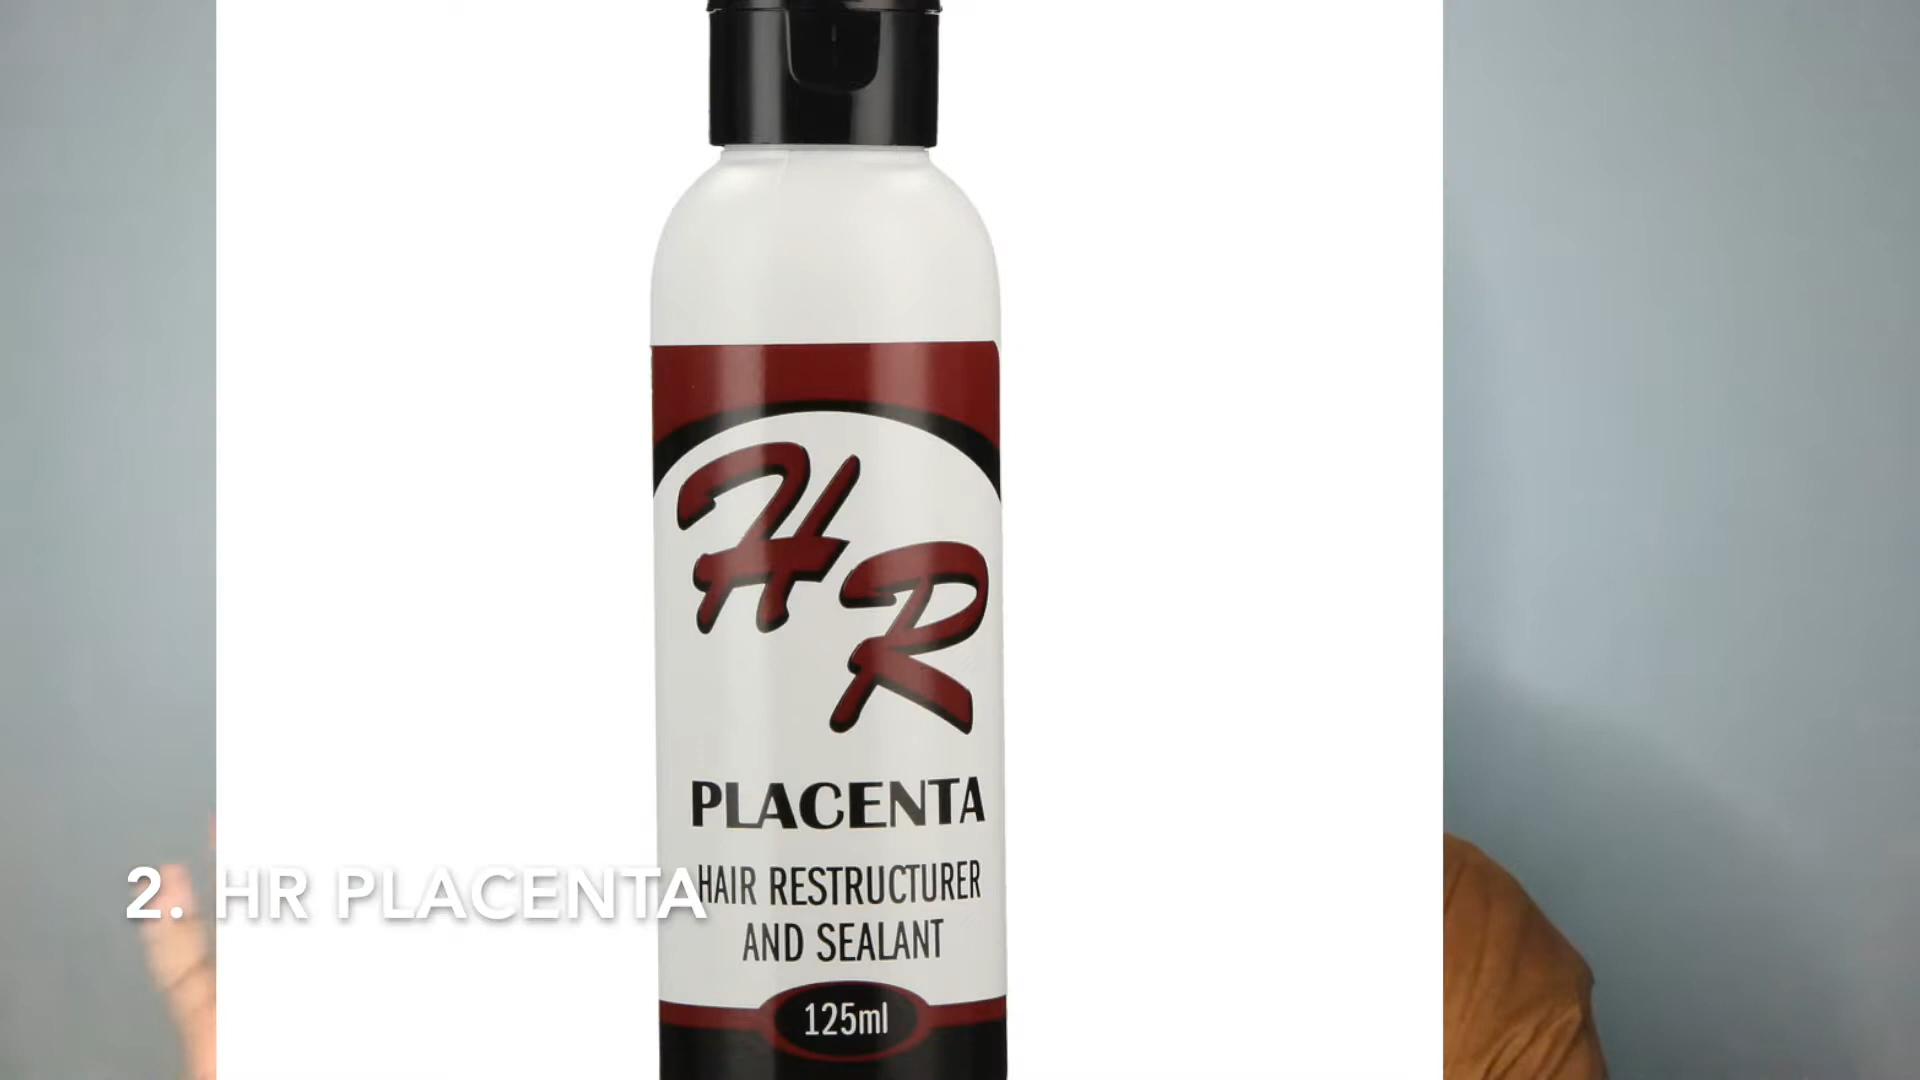 HR
PLACENTA
HAIR RESTRUCTURER
AND SEALANT
125ml
2. HR PLACENTA